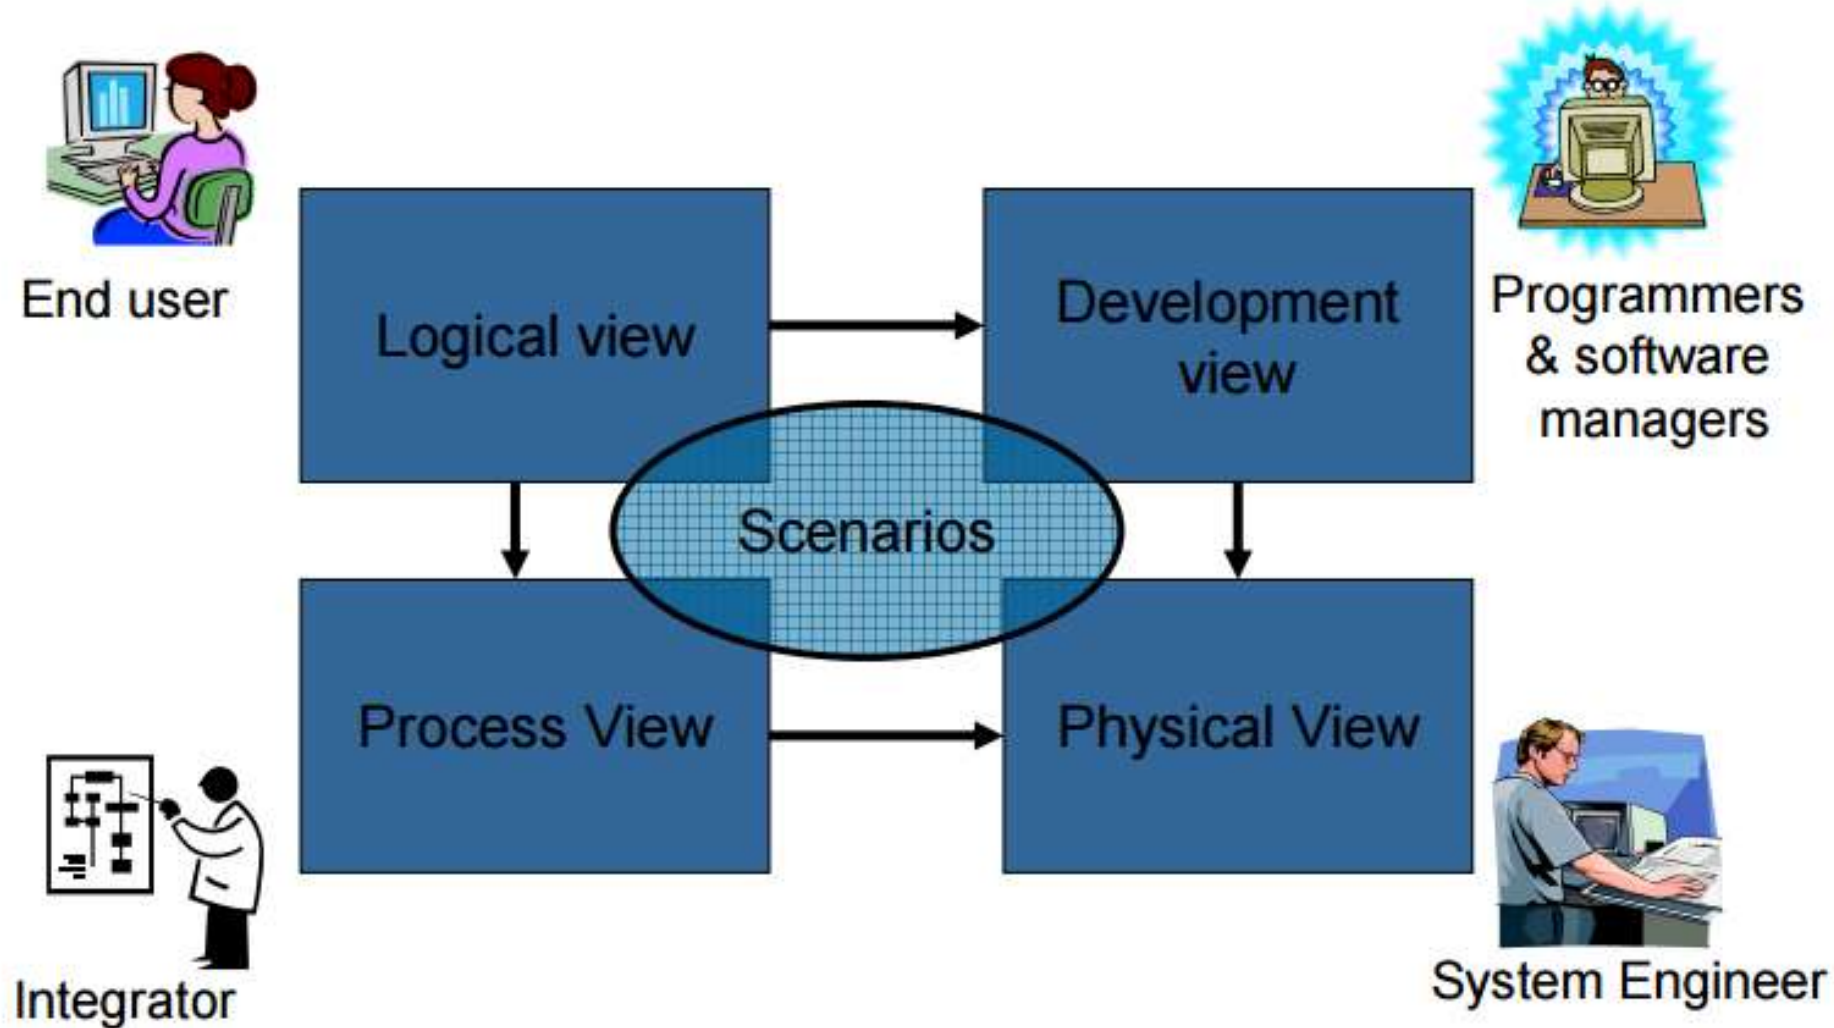 End user
Logical view
Development
view
Programmers
& software
managers
Scenarios
Process View
Physical View
Integrator
System Engineer